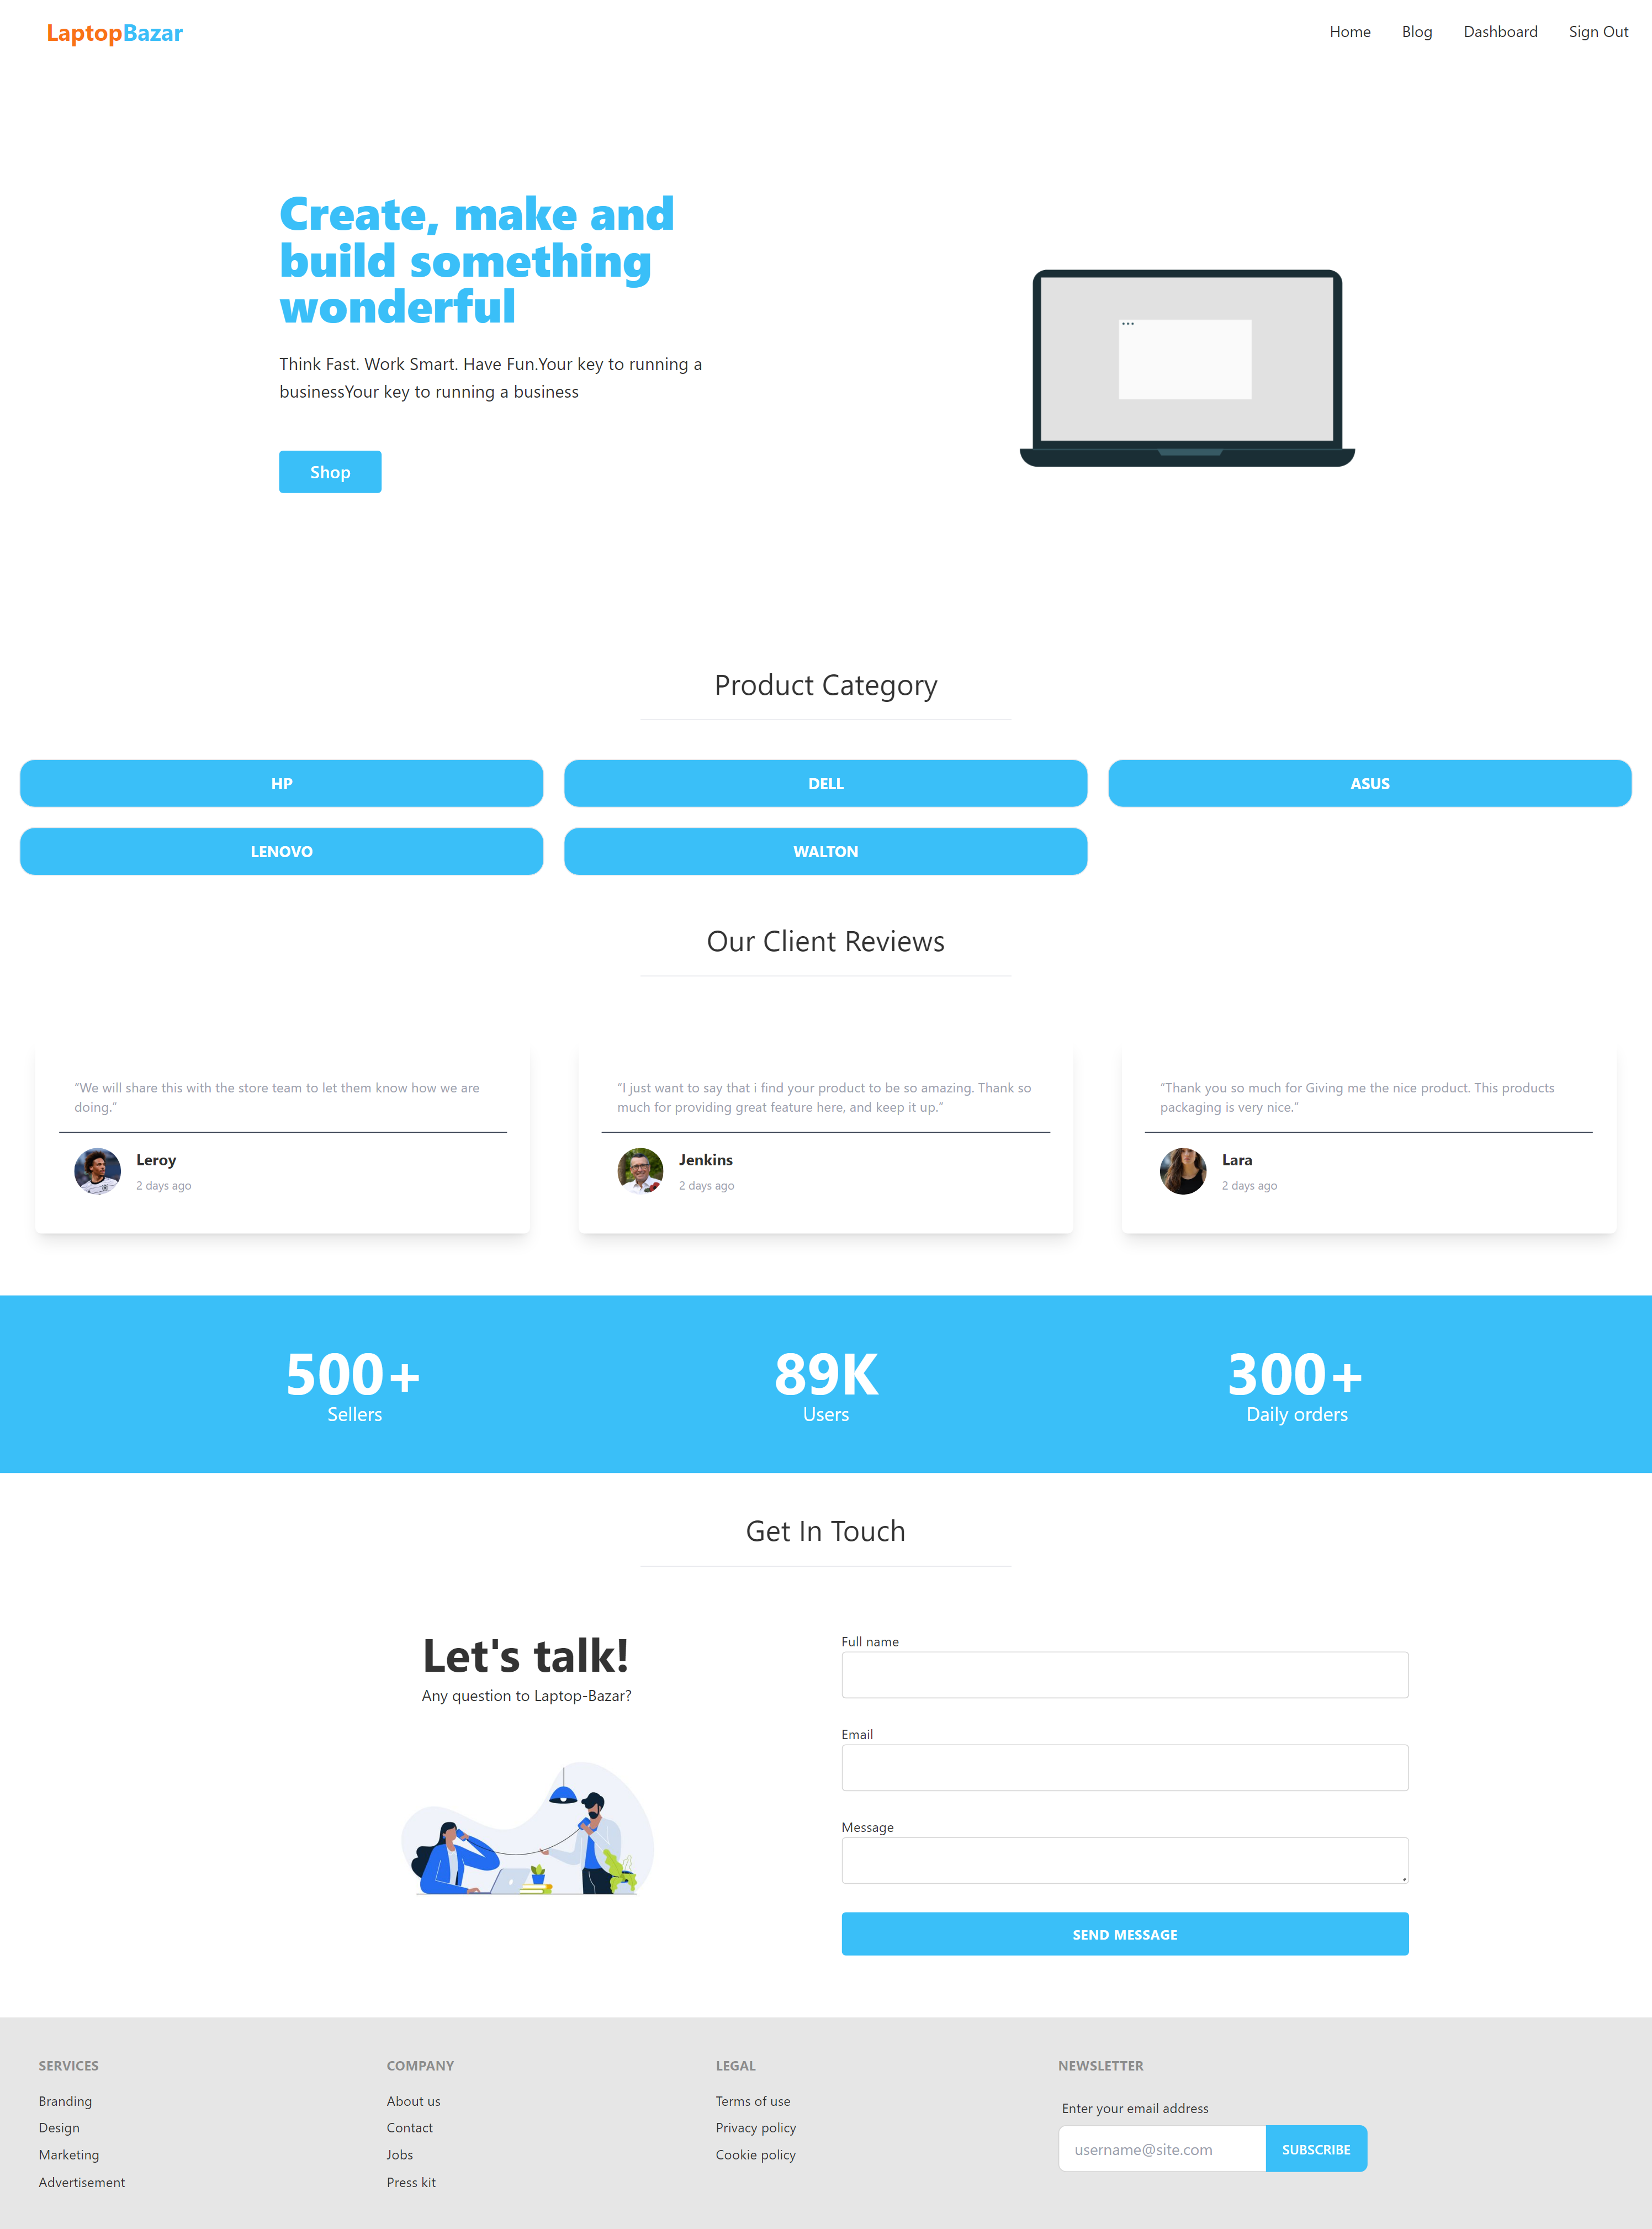 LaptopBazar
Home
Blog
Dashboard
Sign Out
Create, make and
build something
wonderful
Think Fast. Work Smart. Have Fun.Your key to running a
businessYour key to running a business
Shop
Product Category
HP
DELL
ASUS
LENOVO
WALTON
Our Client Reviews
“We will share this with the store team to let them know how we are
doing.”
Leroy
2 days ago
“I just want to say that i find your product to be so amazing. Thank so
much for providing great feature here, and keep it up.”
Jenkins
2 days ago
“Thank you so much for Giving me the nice product. This products
packaging is very nice.”
Lara
2 days ago
500+
Sellers
89K
Users
300+
Daily orders
Get In Touch
Let's talk!
Any question to Laptop-Bazar?
Full name
Email
Message
SEND MESSAGE
SERVICES
Branding
Design
Marketing
Advertisement
COMPANY
About us
Contact
Jobs
Press kit
LEGAL
Terms of use
Privacy policy
Cookie policy
NEWSLETTER
Enter your email address
username@site.com
SUBSCRIBE